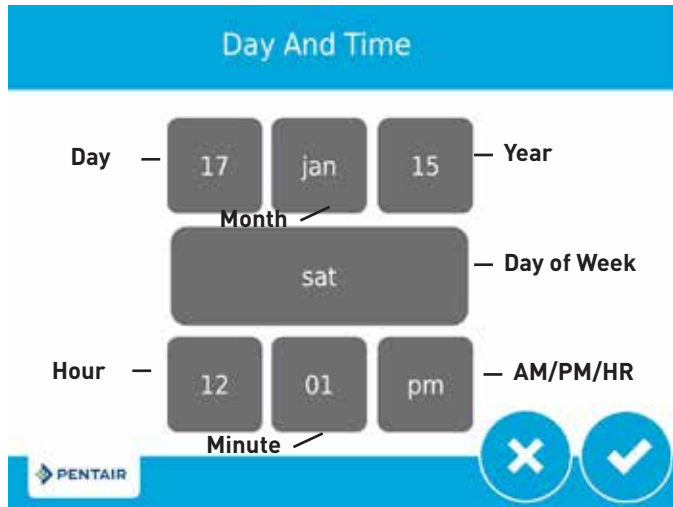 Day And Time
Day 17 jan 15 Year
Month
sat Day of Week
Hour 12 01 pm AM/PM/HR
Minute
PENTAIR